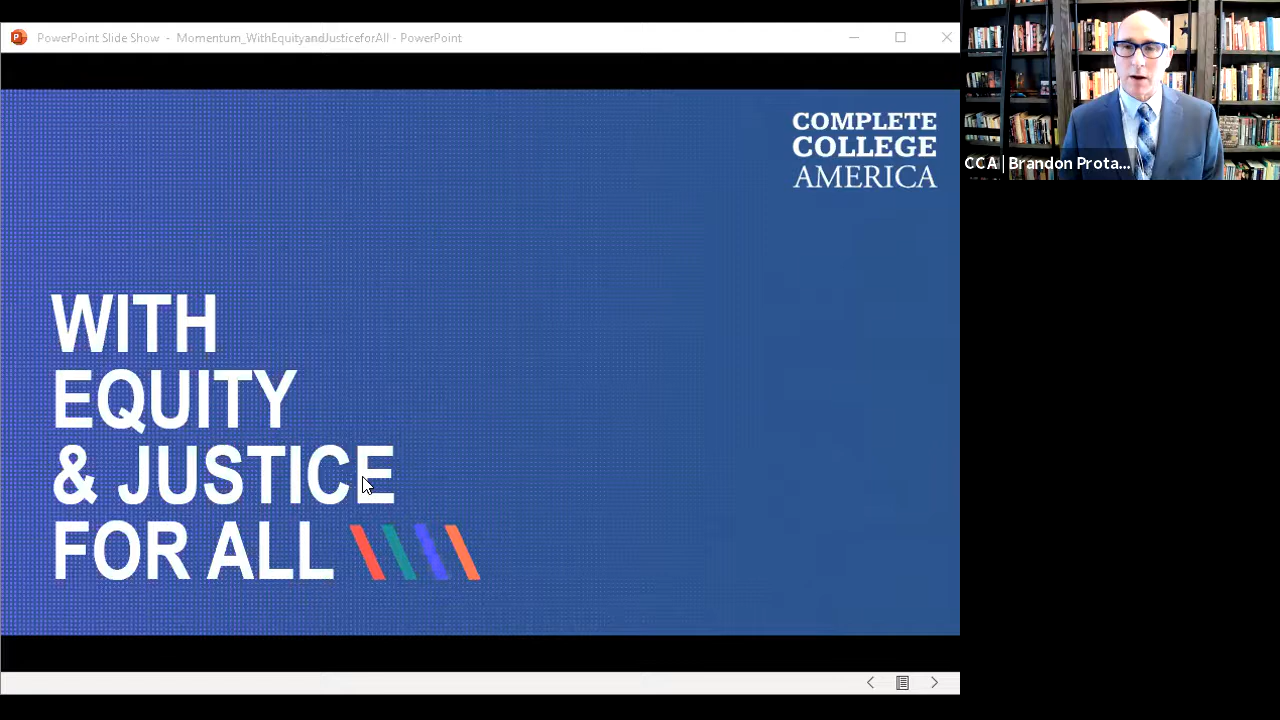 PowerPoint Slide Show - Momentum_WithEquityandJusticeforAll - PowerPoint
COMPLETE
COLLEGE
AMERICA
CCA | Brandon Prota...
WITH
EQUITY
& JUSTICE
FOR ALL